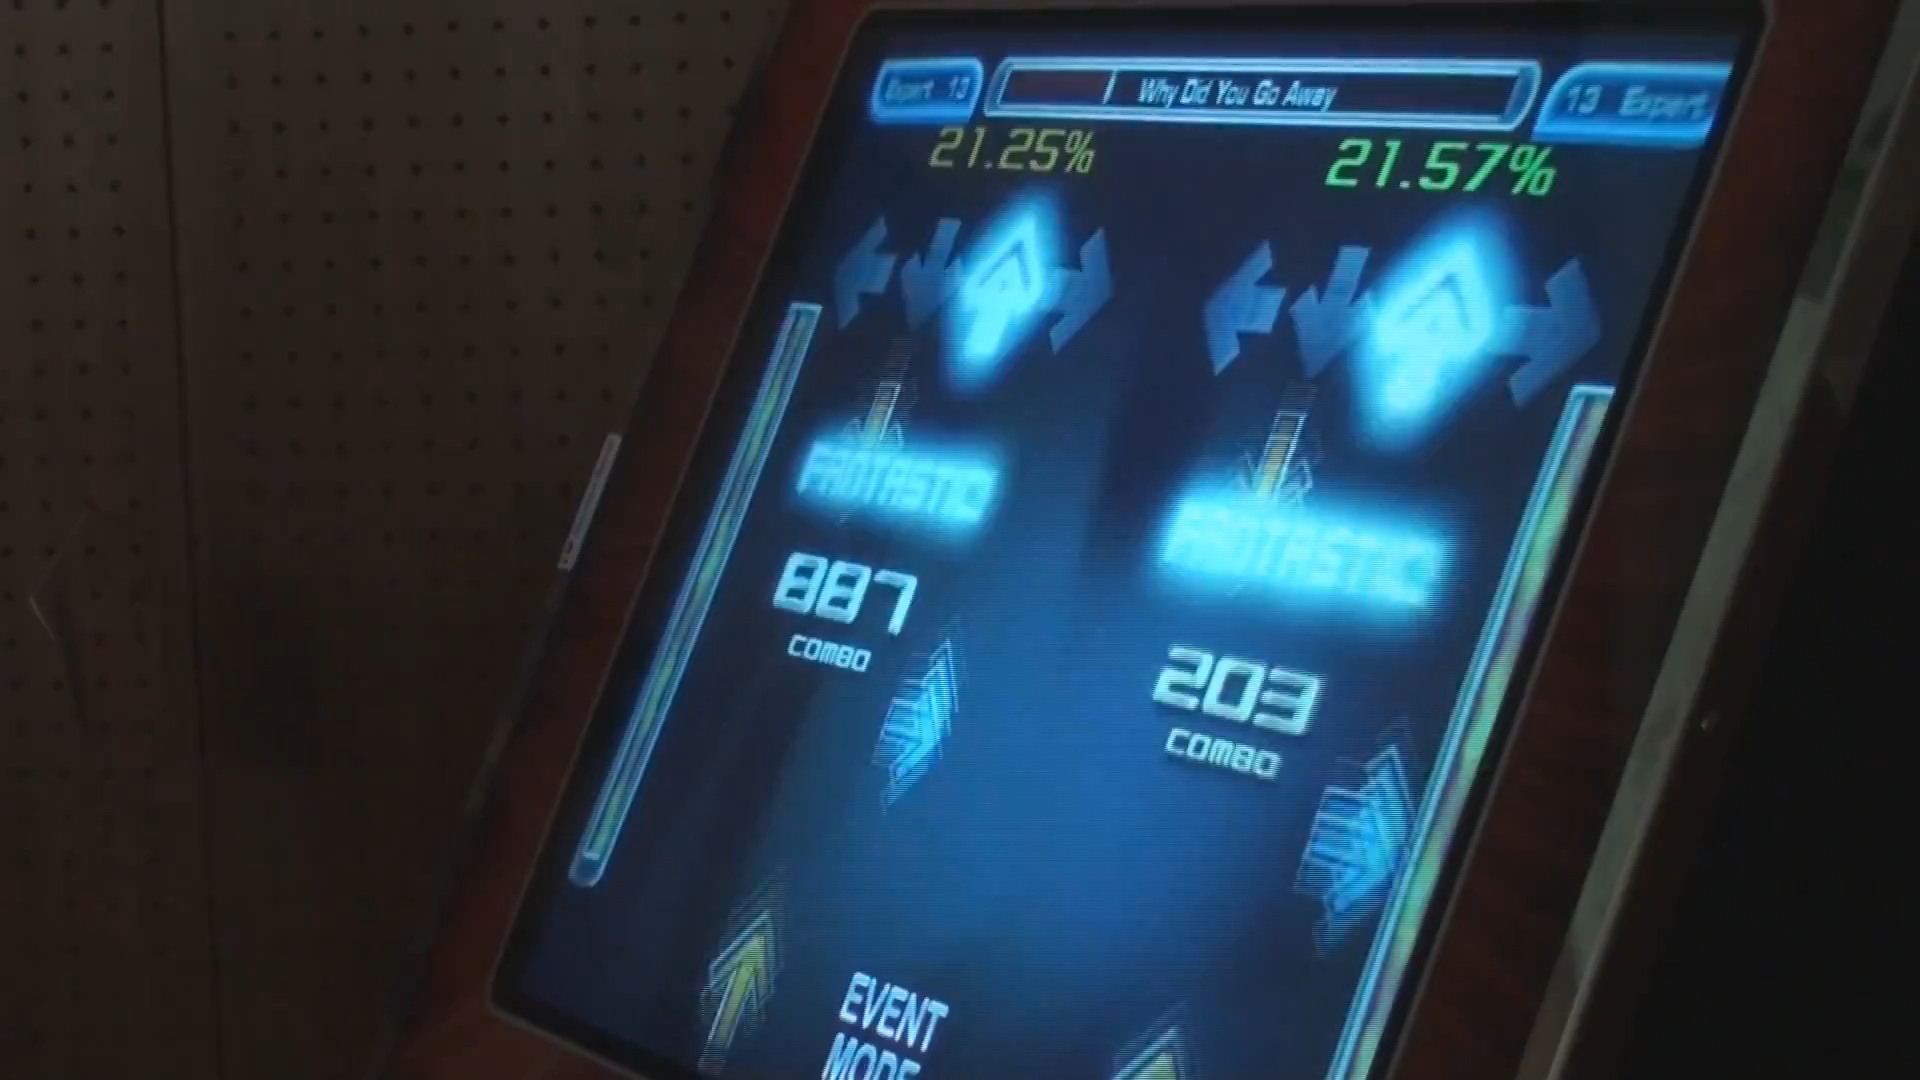 Expert 13
Why Did You Go Away
13 Expert
21.25%
21.57%
FANTASTIC
FANTASTIC
887
COMBO
203
COMBO
EVENT
MODE